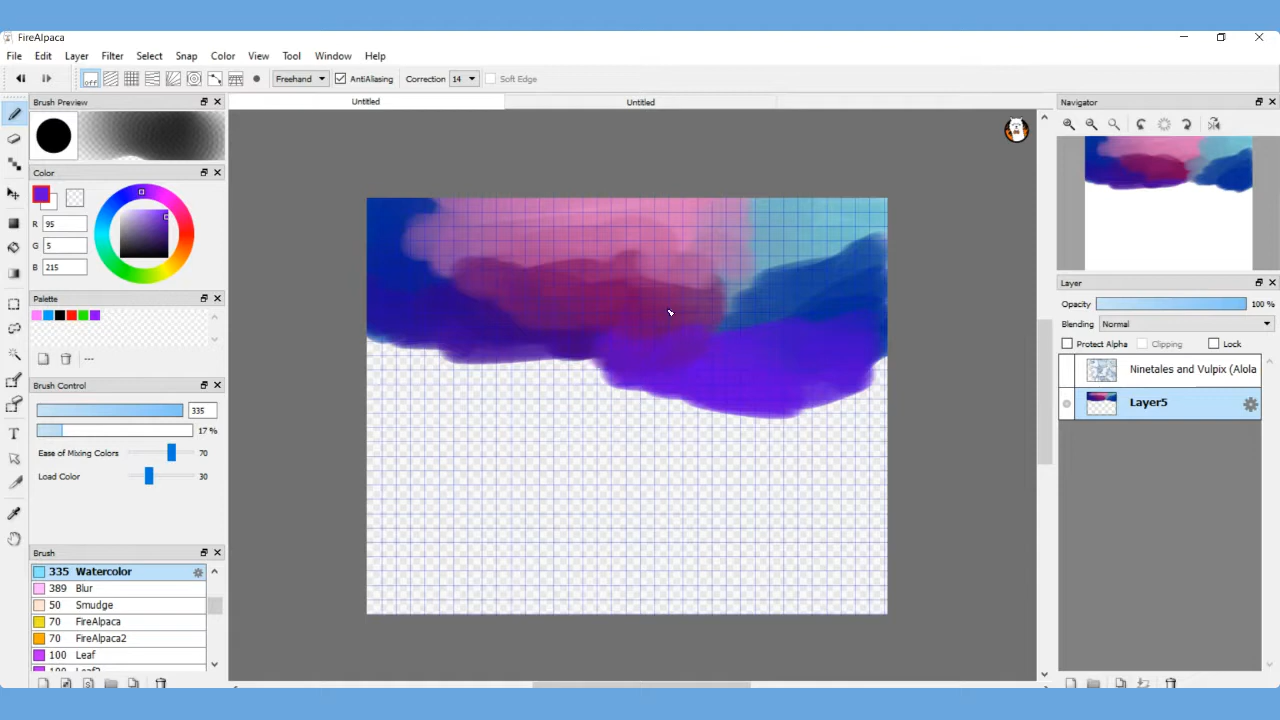 FireAlpaca
File Edit Layer Filter Select Snap Color View Tool Window Help
off Freehand AntiAliasing Correction 14 Soft Edge
Brush Preview
Untitled Untitled
Navigator
Color
R 95
G 5
B 215
Palette
Brush Control
335
17 %
Ease of Mixing Colors 70
Load Color 30
Brush
335 Watercolor
389 Blur
50 Smudge
70 FireAlpaca
70 FireAlpaca2
100 Leaf
100 Leaf2
Layer
Opacity 100 %
Blending Normal
Protect Alpha Clipping Lock
Ninetales and Vulpix (Alola
Layer5